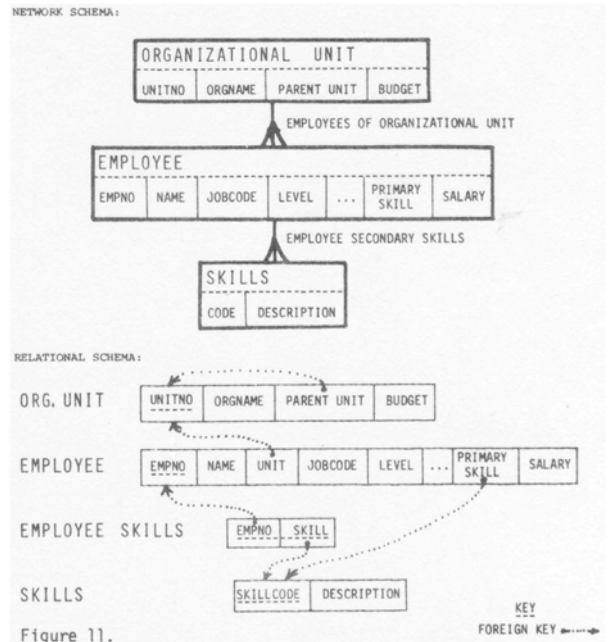 NETWORK SCHEMA:
ORGANIZATIONAL UNIT
UNITNO ORGNAME PARENT UNIT BUDGET
EMPLOYEES OF ORGANIZATIONAL UNIT
EMPLOYEE
EMPNO NAME JOBCODE LEVEL ... PRIMARY SKILL SALARY
EMPLOYEE SECONDARY SKILLS
SKILLS
CODE DESCRIPTION
RELATIONAL SCHEMA:
ORG. UNIT UNITNO ORGNAME PARENT UNIT BUDGET
EMPLOYEE EMPNO NAME UNIT JOBCODE LEVEL ... PRIMARY SKILL SALARY
EMPLOYEE SKILLS EMPNO SKILL
SKILLS SKILLCODE DESCRIPTION
KEY
Figure 11. FOREIGN KEY